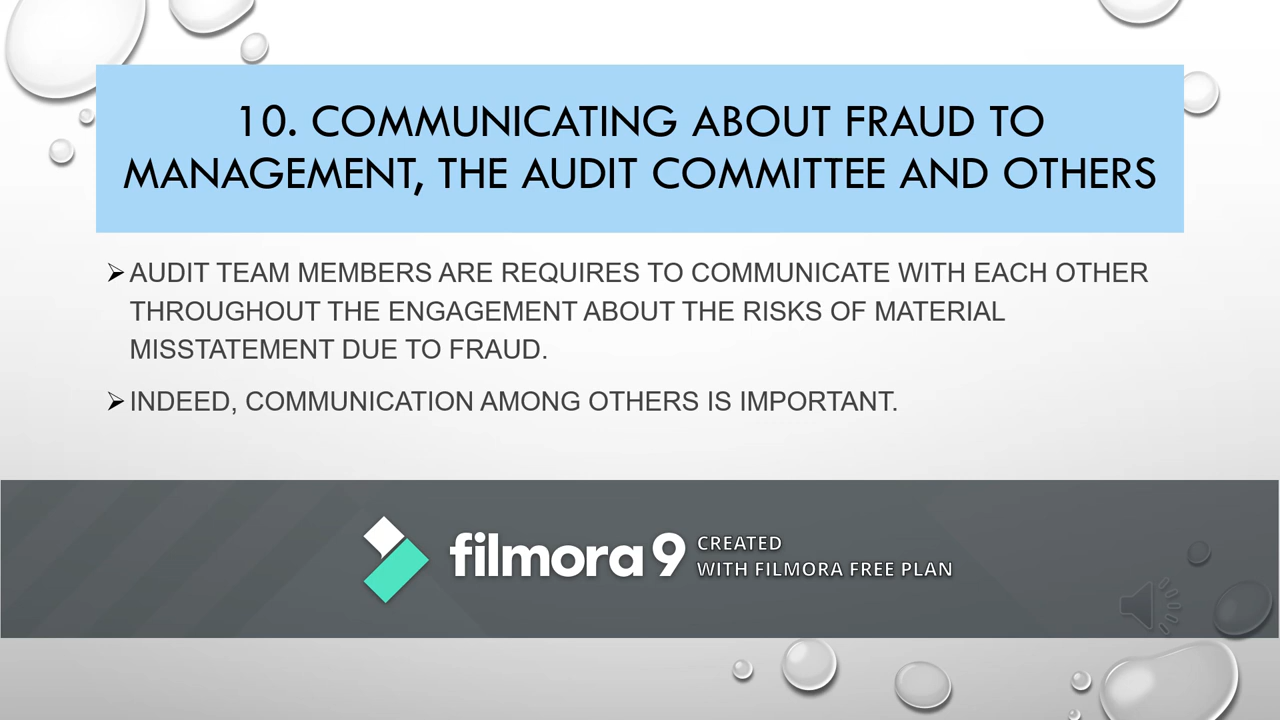 10. COMMUNICATING ABOUT FRAUD TO
MANAGEMENT, THE AUDIT COMMITTEE AND OTHERS
AUDIT TEAM MEMBERS ARE REQUIRES TO COMMUNICATE WITH EACH OTHER
THROUGHOUT THE ENGAGEMENT ABOUT THE RISKS OF MATERIAL
MISSTATEMENT DUE TO FRAUD.
INDEED, COMMUNICATION AMONG OTHERS IS IMPORTANT.
filmora 9
CREATED
WITH FILMORA FREE PLAN